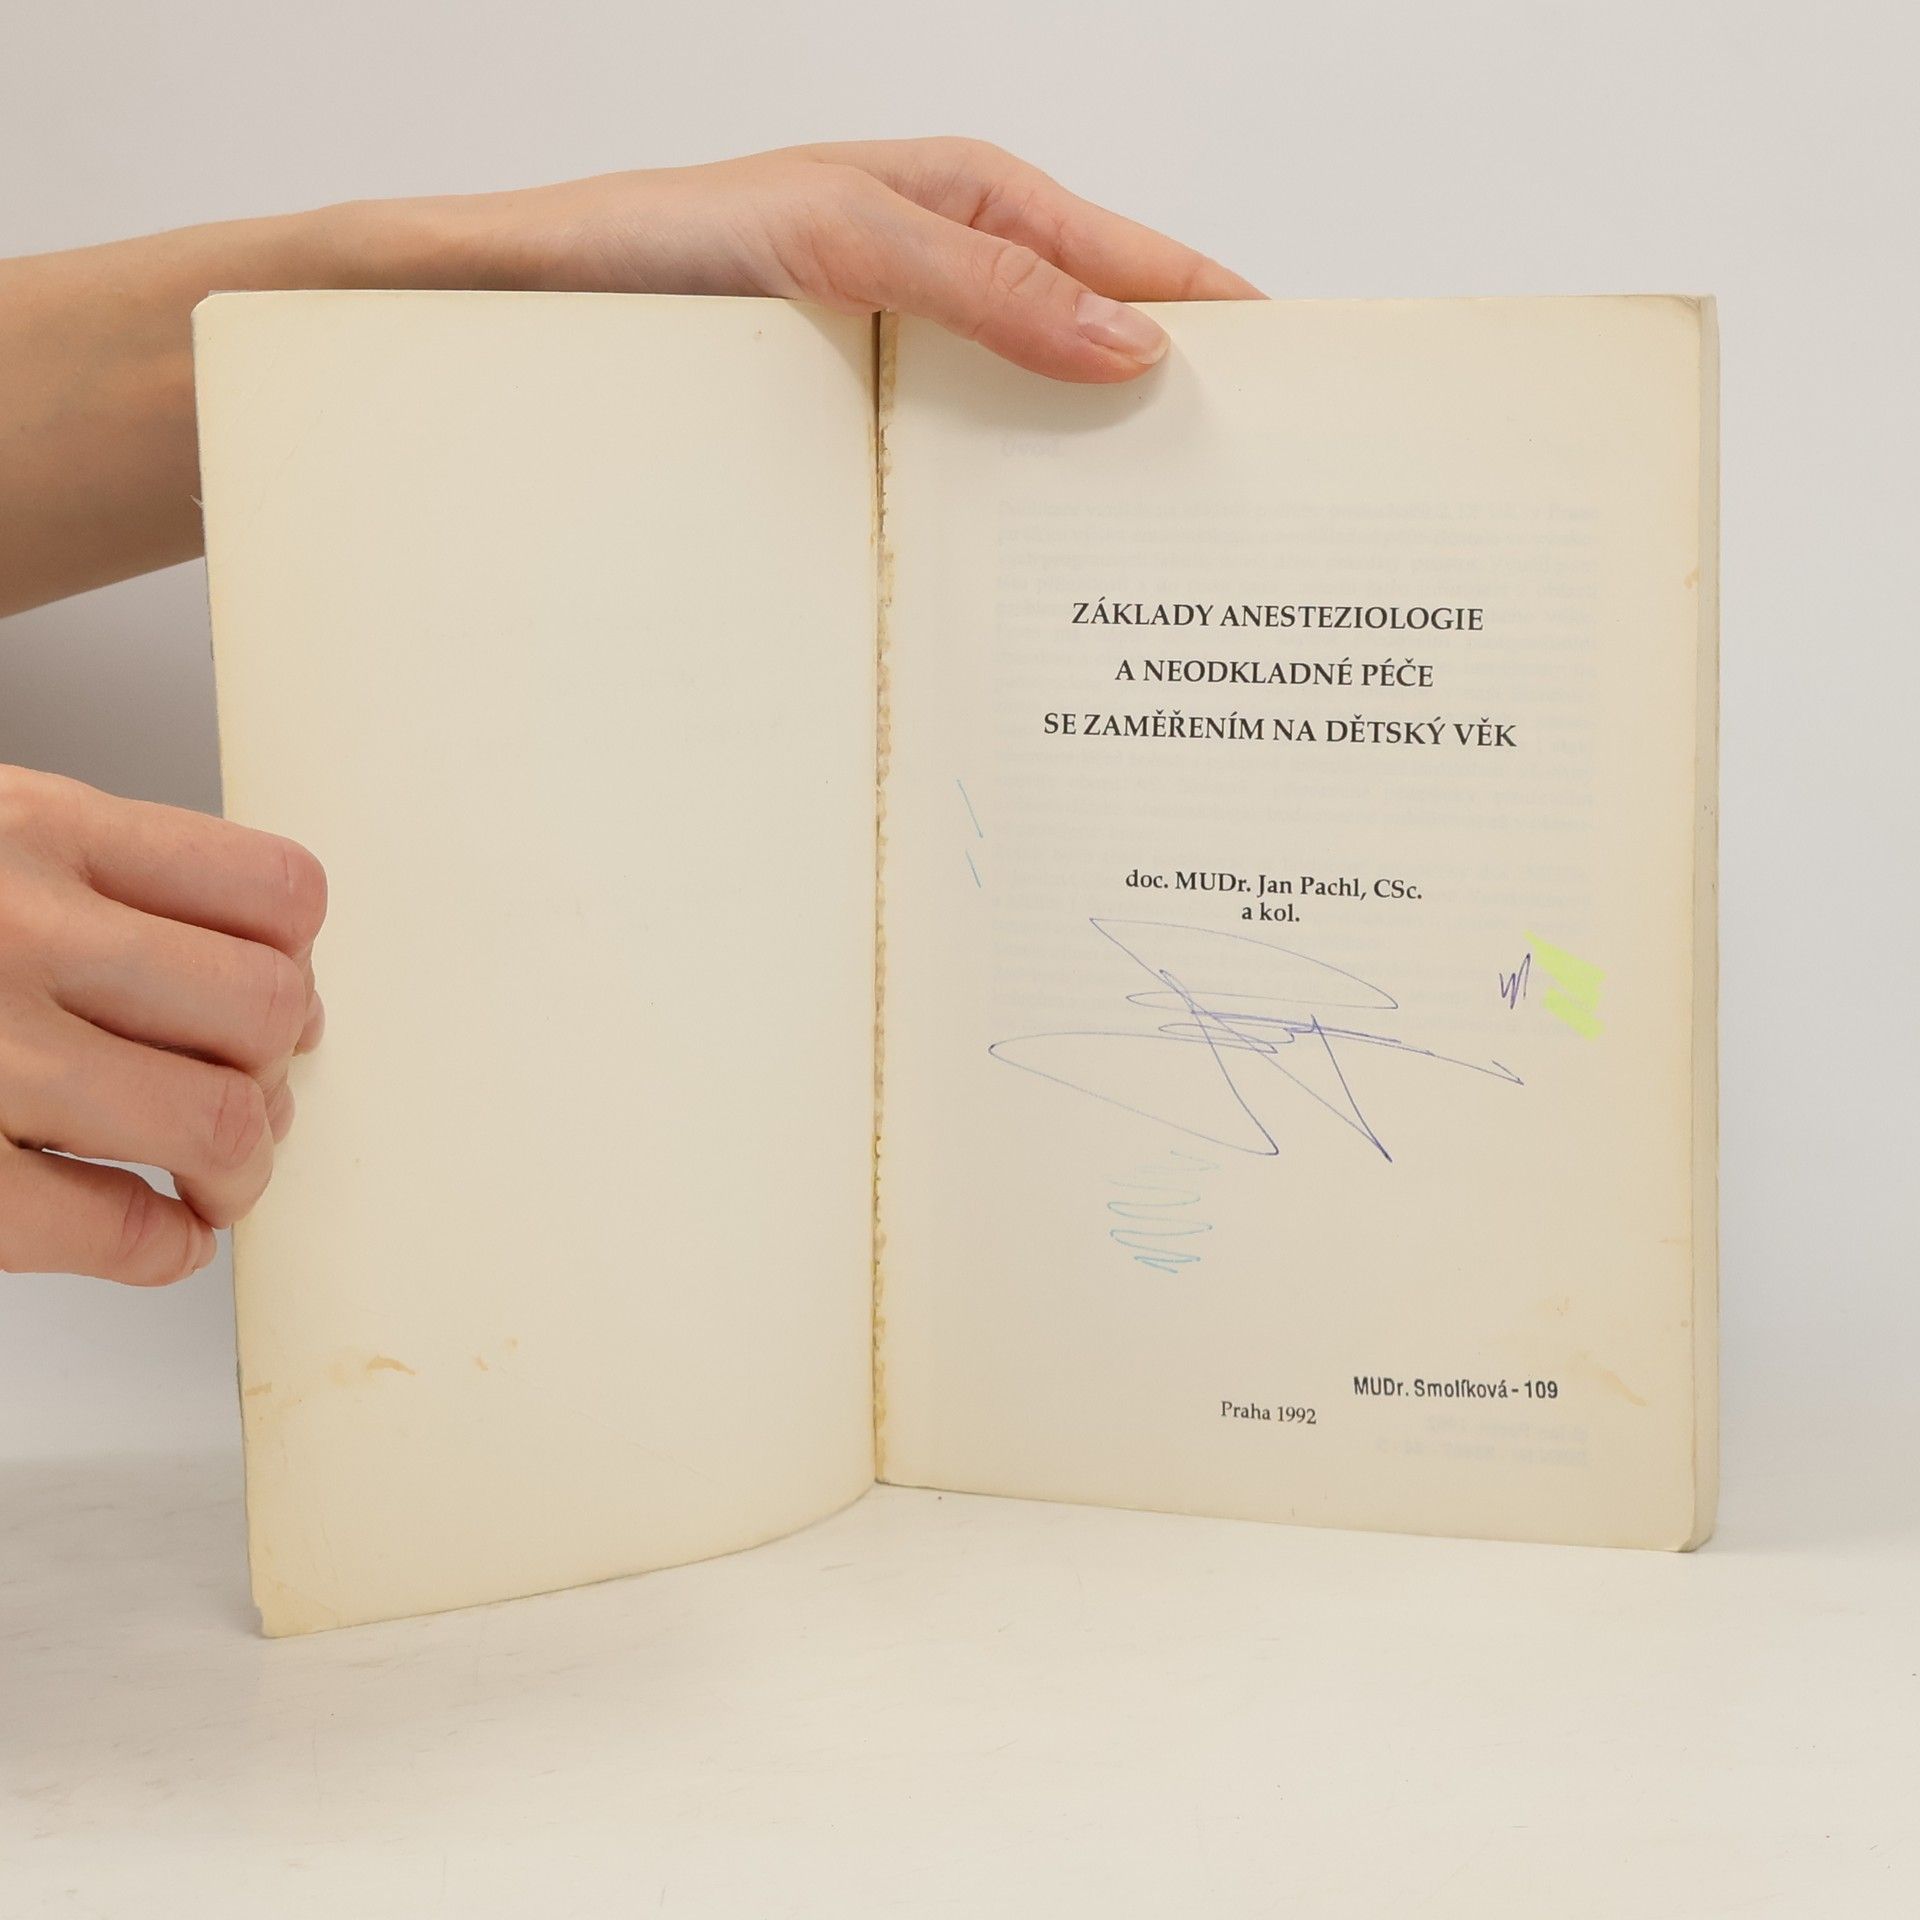 ZÁKLADY ANESTEZIOLOGIE
A NEODKLADNÉ PÉČE
SE ZAMĚŘENÍM NA DĚTSKÝ VĚK
doc. MUDr. Jan Pachl, CSc.
a kol.
MUDr. Smolíková - 109
Praha 1992